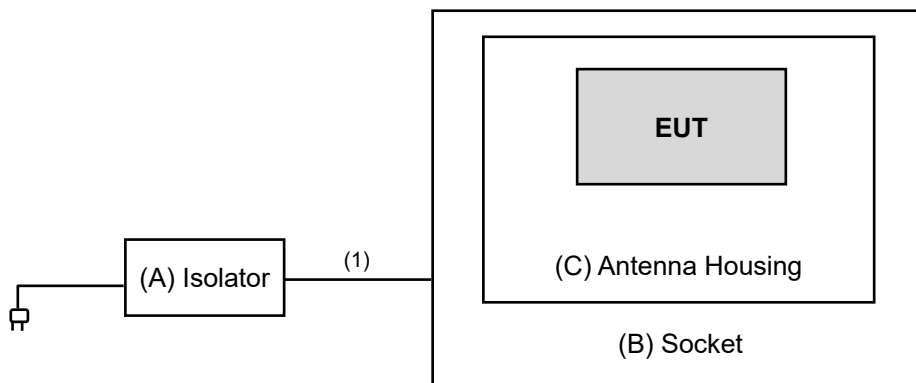 EUT
(1)
(A) Isolator
(C) Antenna Housing
(B) Socket